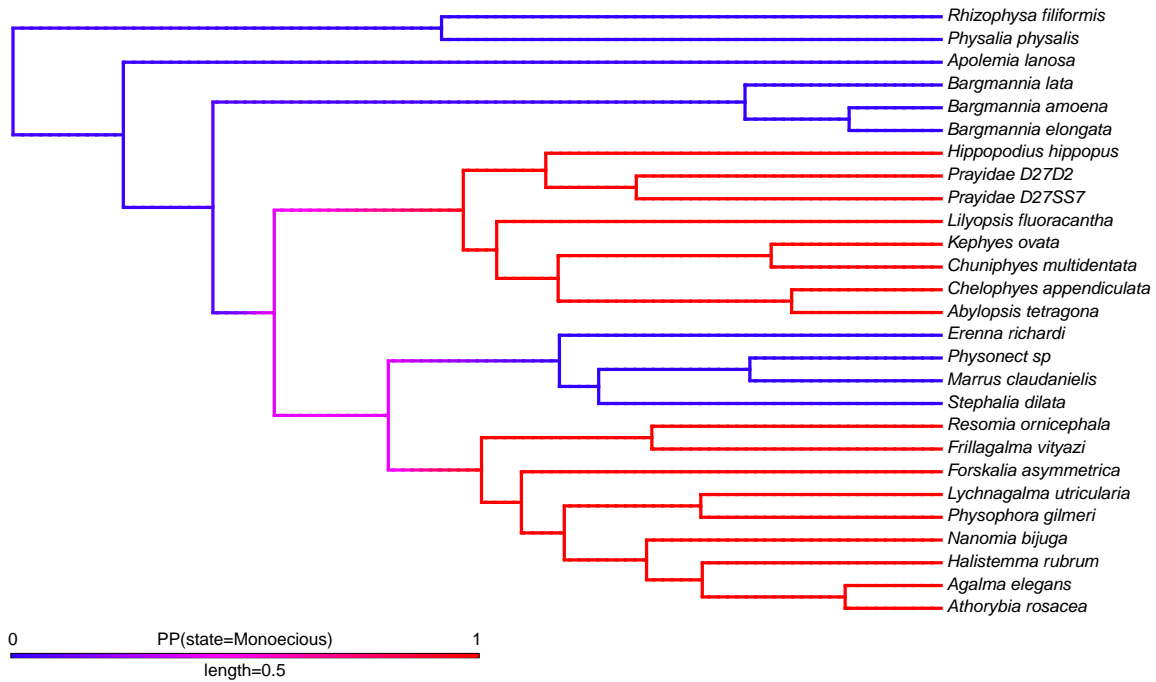 Rhizophysa filiformis
Physalia physalis
Apolemia lanosa
Bargmannia lata
Bargmannia amoena
Bargmannia elongata
Hippopodius hippopus
Prayidae D27D2
Prayidae D27SS7
Lilyopsis fluoracantha
Kephyes ovata
Chuniphyes multidentata
Chelophyes appendiculata
Abylopsis tetragona
Erenna richardi
Physonect sp
Marrus claudanielis
Stephalia dilata
Resomia ornicephala
Frillagalma vityazi
Forskalia asymmetrica
Lychnagalma utricularia
Physophora gilmeri
Nanomia bijuga
Halistemma rubrum
Agalma elegans
Athorybia rosacea
0 PP(state=Monoecious) 1
length=0.5